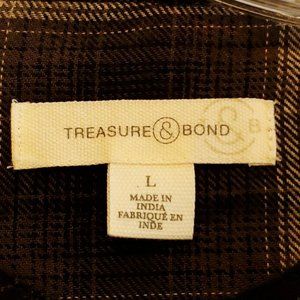 TREASURE & BOND
& B
L
MADE IN
INDIA
FABRIQUÉ EN
INDE